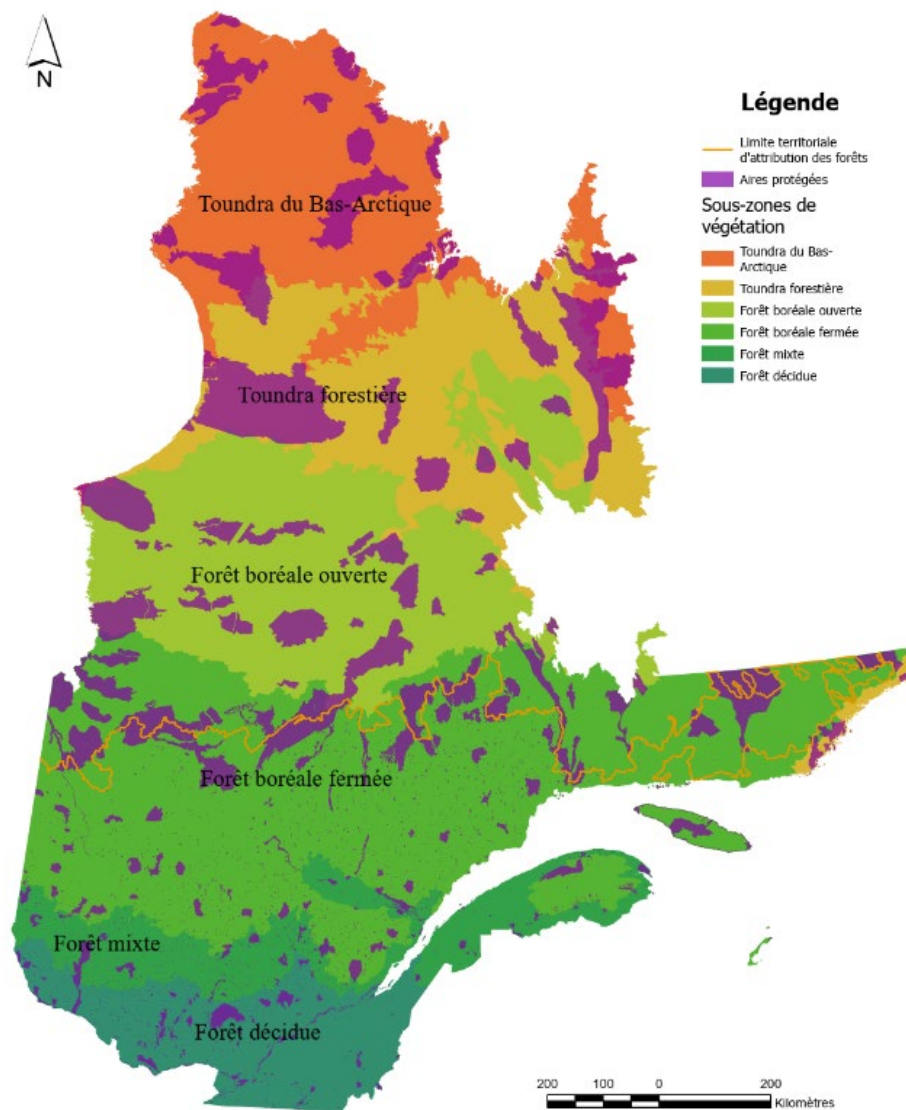 N
Légende
Limite territoriale
d'attribution des forêts
Aires protégées
Sous-zones de
végétation
Toundra du Bas-
Arctique
Toundra forestière
Forêt boréale ouverte
Forêt boréale fermée
Forêt mixte
Forêt décidue
Toundra du Bas-Arctique
Toundra forestière
Forêt boréale ouverte
Forêt boréale fermée
Forêt mixte
Forêt décidue
200 100 0 200
Kilomètres